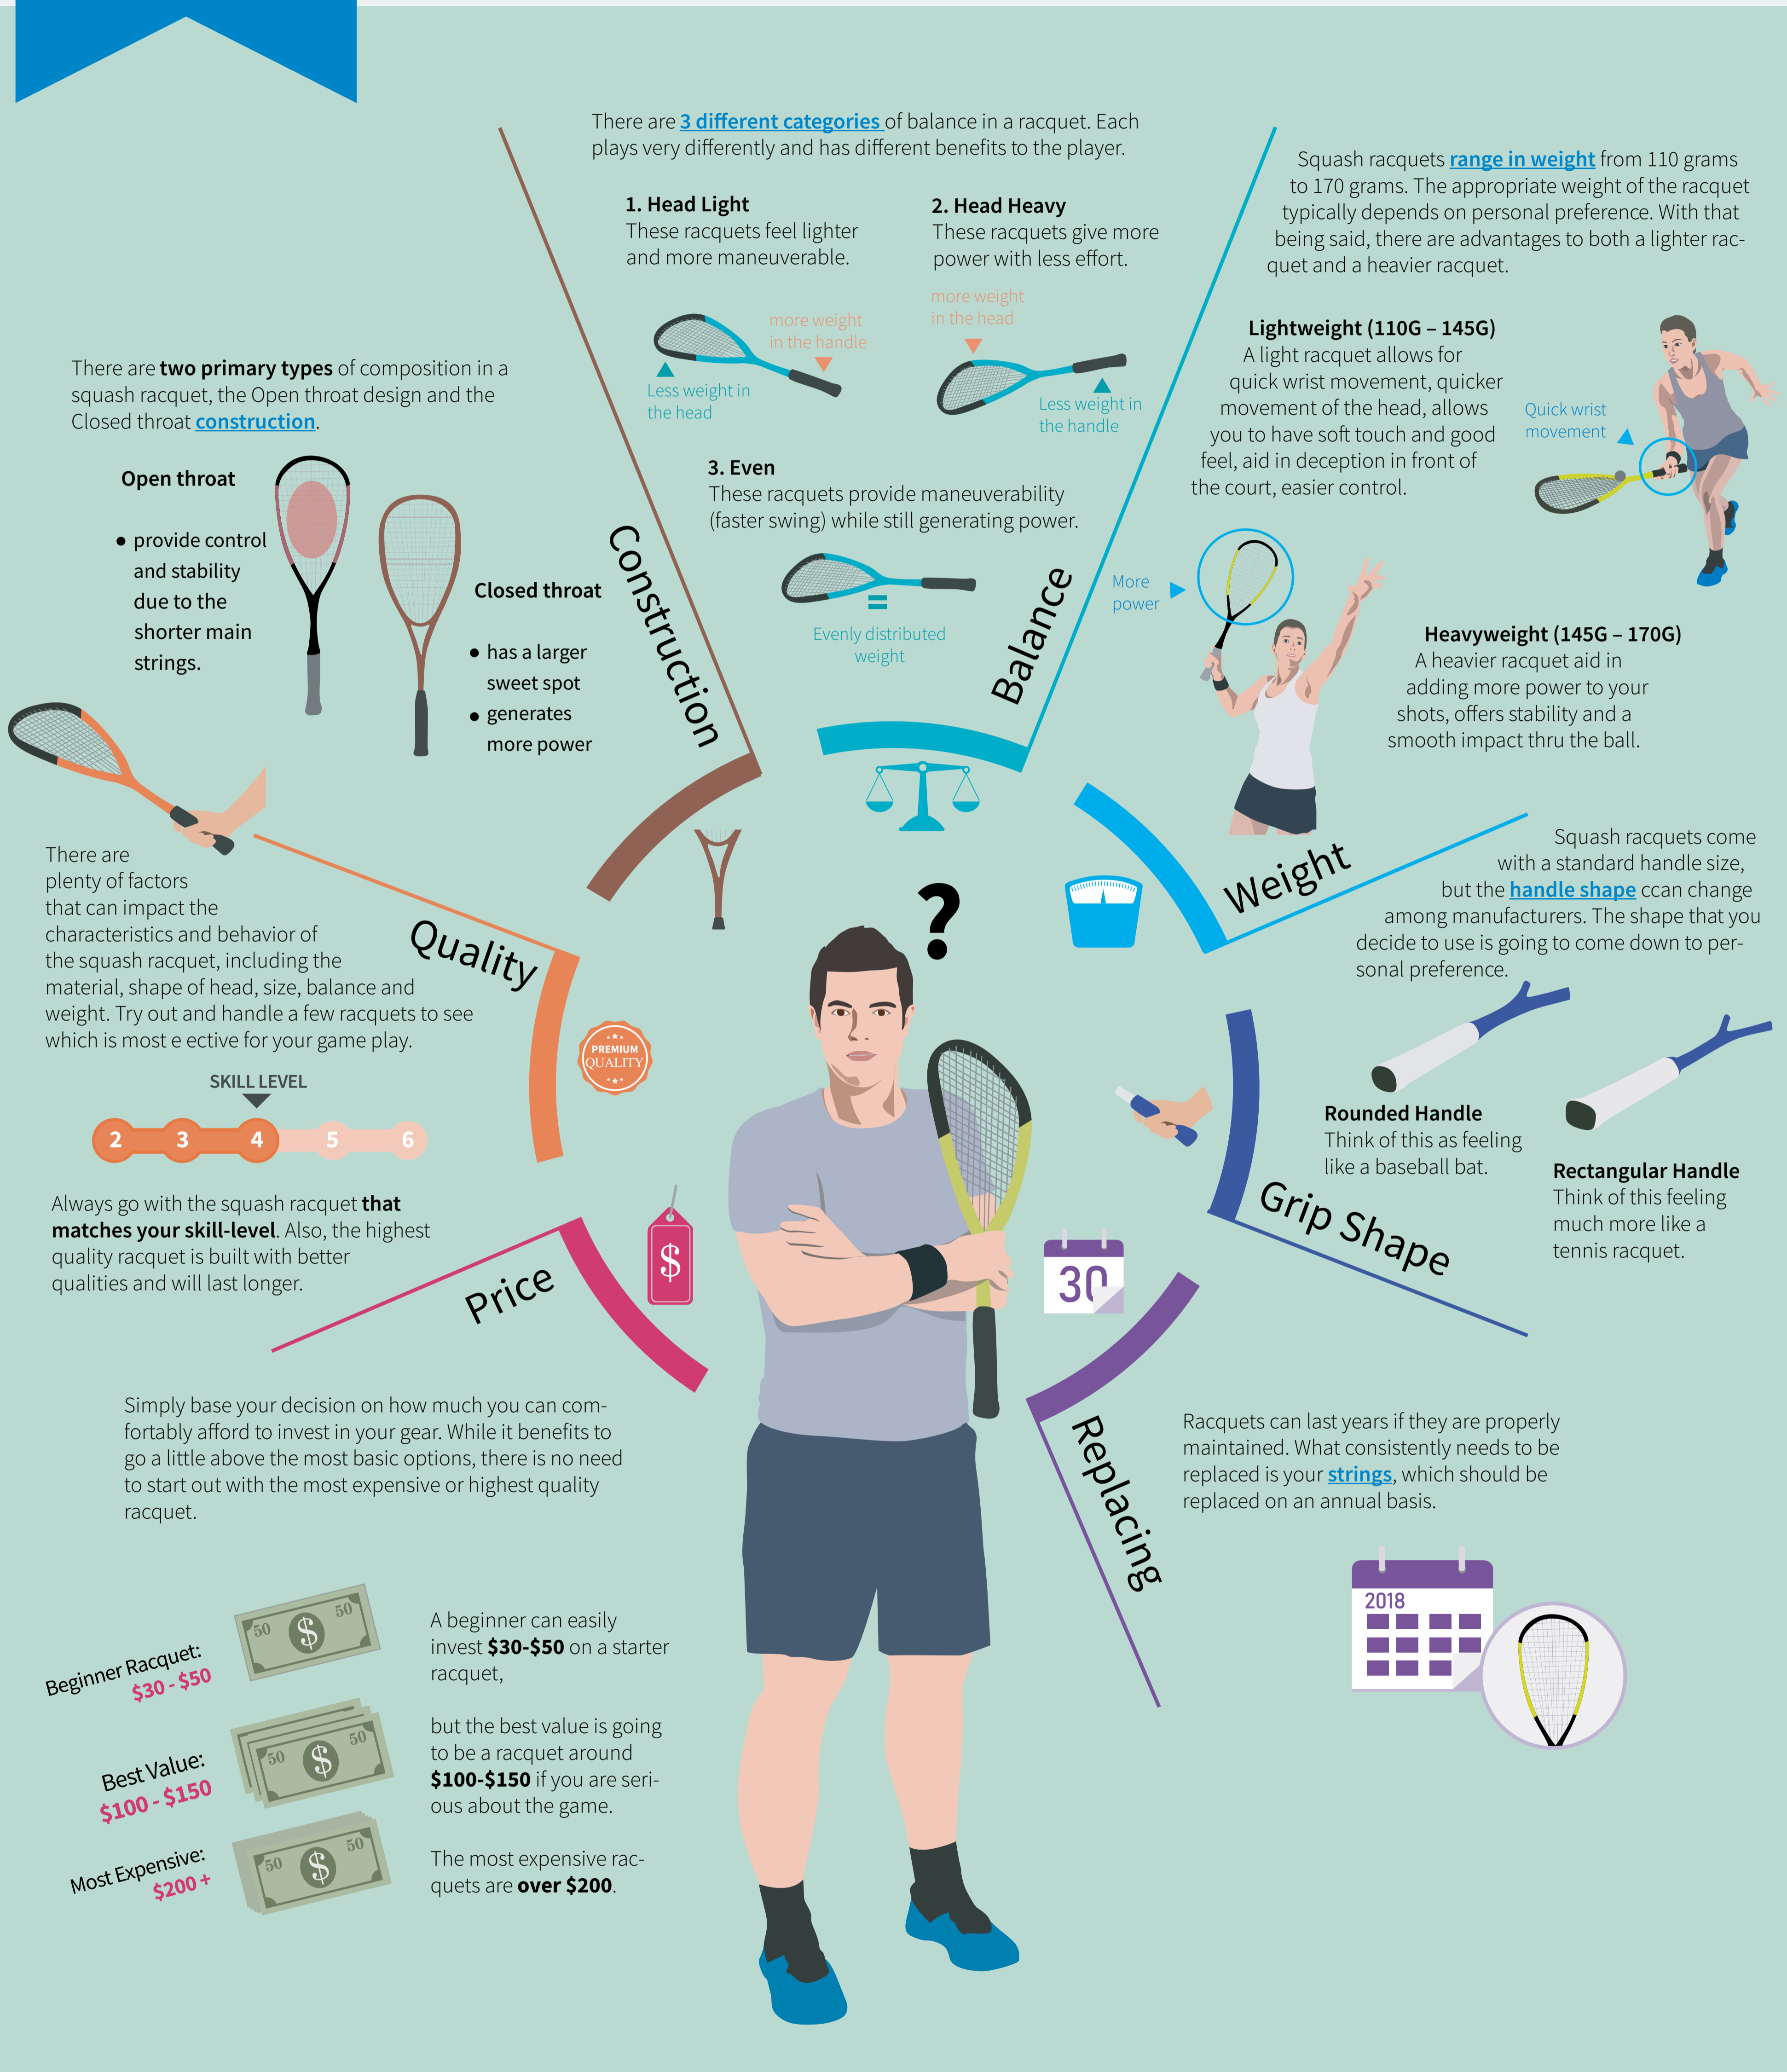 There are 3 different categories of balance in a racquet. Each
plays very differently and has different benefits to the player.
1. Head Light
These racquets feel lighter
and more maneuverable.
more weight
in the handle
Less weight in
the head
2. Head Heavy
These racquets give more
power with less effort.
more weight
in the head
Less weight in
the handle
3. Even
These racquets provide maneuverability
(faster swing) while still generating power.
=
Evenly distributed
weight
Balance
Squash racquets range in weight from 110 grams
to 170 grams. The appropriate weight of the racquet
typically depends on personal preference. With that
being said, there are advantages to both a lighter rac-
quet and a heavier racquet.
Lightweight (110G – 145G)
A light racquet allows for
quick wrist movement, quicker
movement of the head, allows
you to have soft touch and good
feel, aid in deception in front of
the court, easier control.
Quick wrist
movement
More
power
Heavyweight (145G – 170G)
A heavier racquet aid in
adding more power to your
shots, offers stability and a
smooth impact thru the ball.
Weight
There are two primary types of composition in a
squash racquet, the Open throat design and the
Closed throat construction.
Open throat
• provide control
and stability
due to the
shorter main
strings.
Closed throat
• has a larger
sweet spot
• generates
more power
Construction
There are
plenty of factors
that can impact the
characteristics and behavior of
the squash racquet, including the
material, shape of head, size, balance and
weight. Try out and handle a few racquets to see
which is most e ective for your game play.
Quality
PREMIUM
QUALITY
SKILL LEVEL
2 3 4 5 6
Always go with the squash racquet that
matches your skill-level. Also, the highest
quality racquet is built with better
qualities and will last longer.
?
Squash racquets come
with a standard handle size,
but the handle shape ccan change
among manufacturers. The shape that you
decide to use is going to come down to per-
sonal preference.
Rounded Handle
Think of this as feeling
like a baseball bat.
Rectangular Handle
Think of this feeling
much more like a
tennis racquet.
Grip Shape
Price
$
Simply base your decision on how much you can com-
fortably afford to invest in your gear. While it benefits to
go a little above the most basic options, there is no need
to start out with the most expensive or highest quality
racquet.
Beginner Racquet:
$30 - $50
50 $ 50
A beginner can easily
invest $30-$50 on a starter
racquet,
Best Value:
$100 - $150
50 $ 50
but the best value is going
to be a racquet around
$100-$150 if you are seri-
ous about the game.
Most Expensive:
$200 +
50 $ 50
The most expensive rac-
quets are over $200.
30
Replacing
Racquets can last years if they are properly
maintained. What consistently needs to be
replaced is your strings, which should be
replaced on an annual basis.
2018